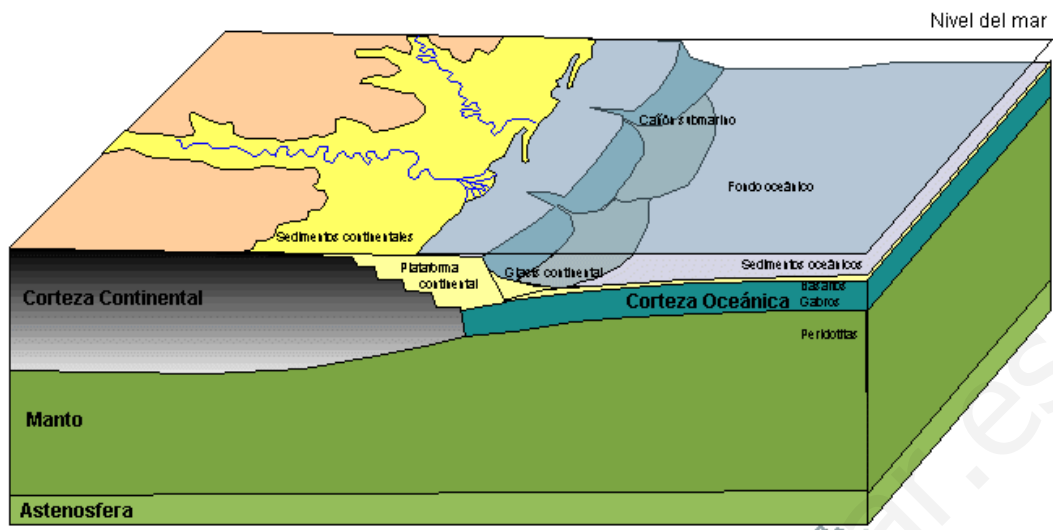 Nivel del mar
Cañón submarino
Fondo oceánico
Sedimentos continentales
Plataforma
continental
Glacis continental
Sedimentos oceánicos
Basaltos
Corteza Continental
Corteza Oceánica
Gabros
Peridotitas
Manto
Astenosfera